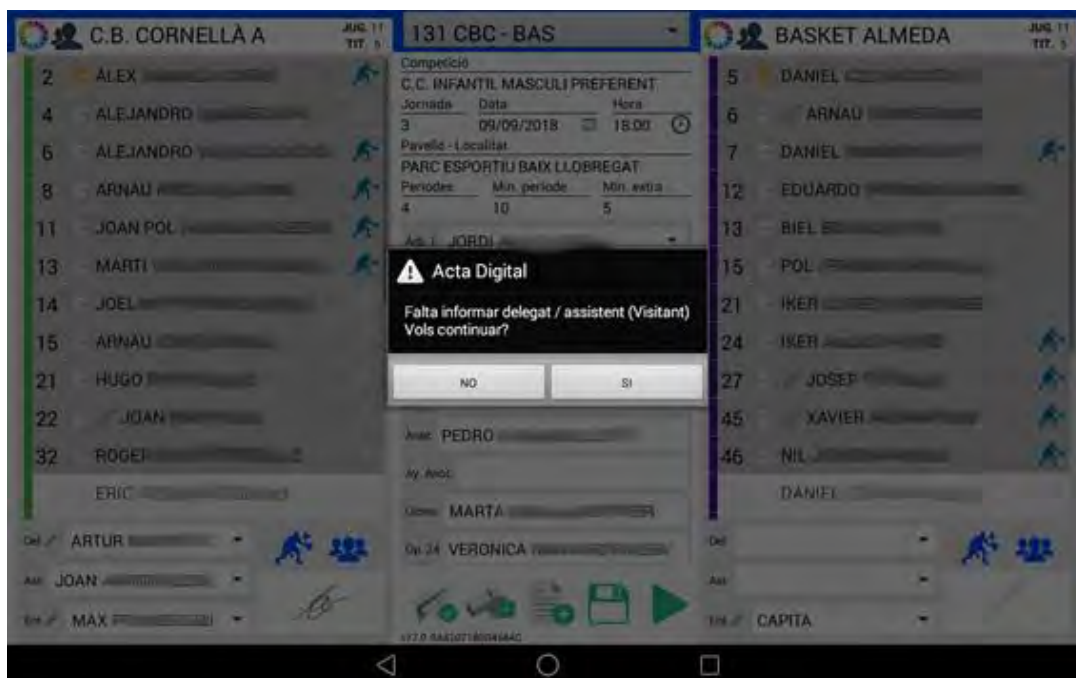 C.B. CORNELLÀ A
JUG. 11
TIT. 5
2 ÀLEX
4 ALEJANDRO
6 ALEJANDRO
8 ARNAU
11 JOAN POL
13 MARTI
14 JOEL
15 ARNAU
21 HUGO
22 JOAN
32 ROGER
ERIC
Del ARTUR
Ass JOAN
Ent. MAX
131 CBC - BAS
Competició
C.C. INFANTIL MASCULI PREFERENT
Jornada Data Hora
3 09/09/2018 18:00
Pavelló - Localitat
PARC ESPORTIU BAIX LLOBREGAT
Periodes Min. periode Min. extra
4 10 5
Arb. 1 JORDI
Acta Digital
Falta informar delegat / assistent (Visitant)
Vols continuar?
NO SI
Anot. PEDRO
Ay. Anot.
MARTA
Op. 24 VERONICA
BASKET ALMEDA
JUG. 11
TIT. 5
5 DANIEL
6 ARNAU
7 DANIEL
12 EDUARDO
13 BIEL
15 POL
21 IKER
24 IKER
27 JOSEP
45 XAVIER
46 NIL
DANIEL
Del
Ass
Ent. CAPITA